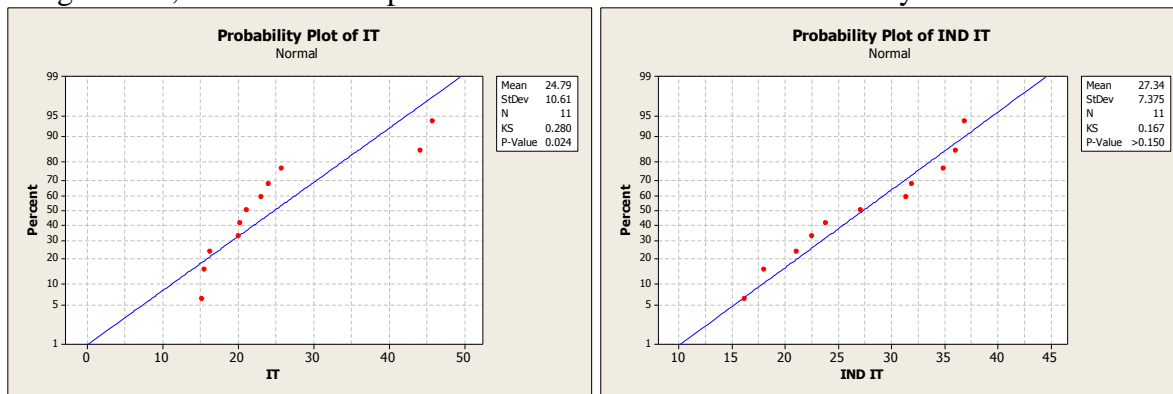 Probability Plot of IT
Normal
99
95
90
80
70
60
50
40
30
20
10
5
1
Percent
0
10
20
30
40
50
IT
Mean 24.79
StDev 10.61
N 11
KS 0.280
P-Value 0.024
Probability Plot of IND IT
Normal
99
95
90
80
70
60
50
40
30
20
10
5
1
Percent
10
15
20
25
30
35
40
45
IND IT
Mean 27.34
StDev 7.375
N 11
KS 0.167
P-Value >0.150